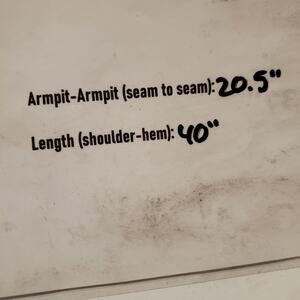 Armpit-Armpit (seam to seam): 20.5"
Length (shoulder-hem): 40"